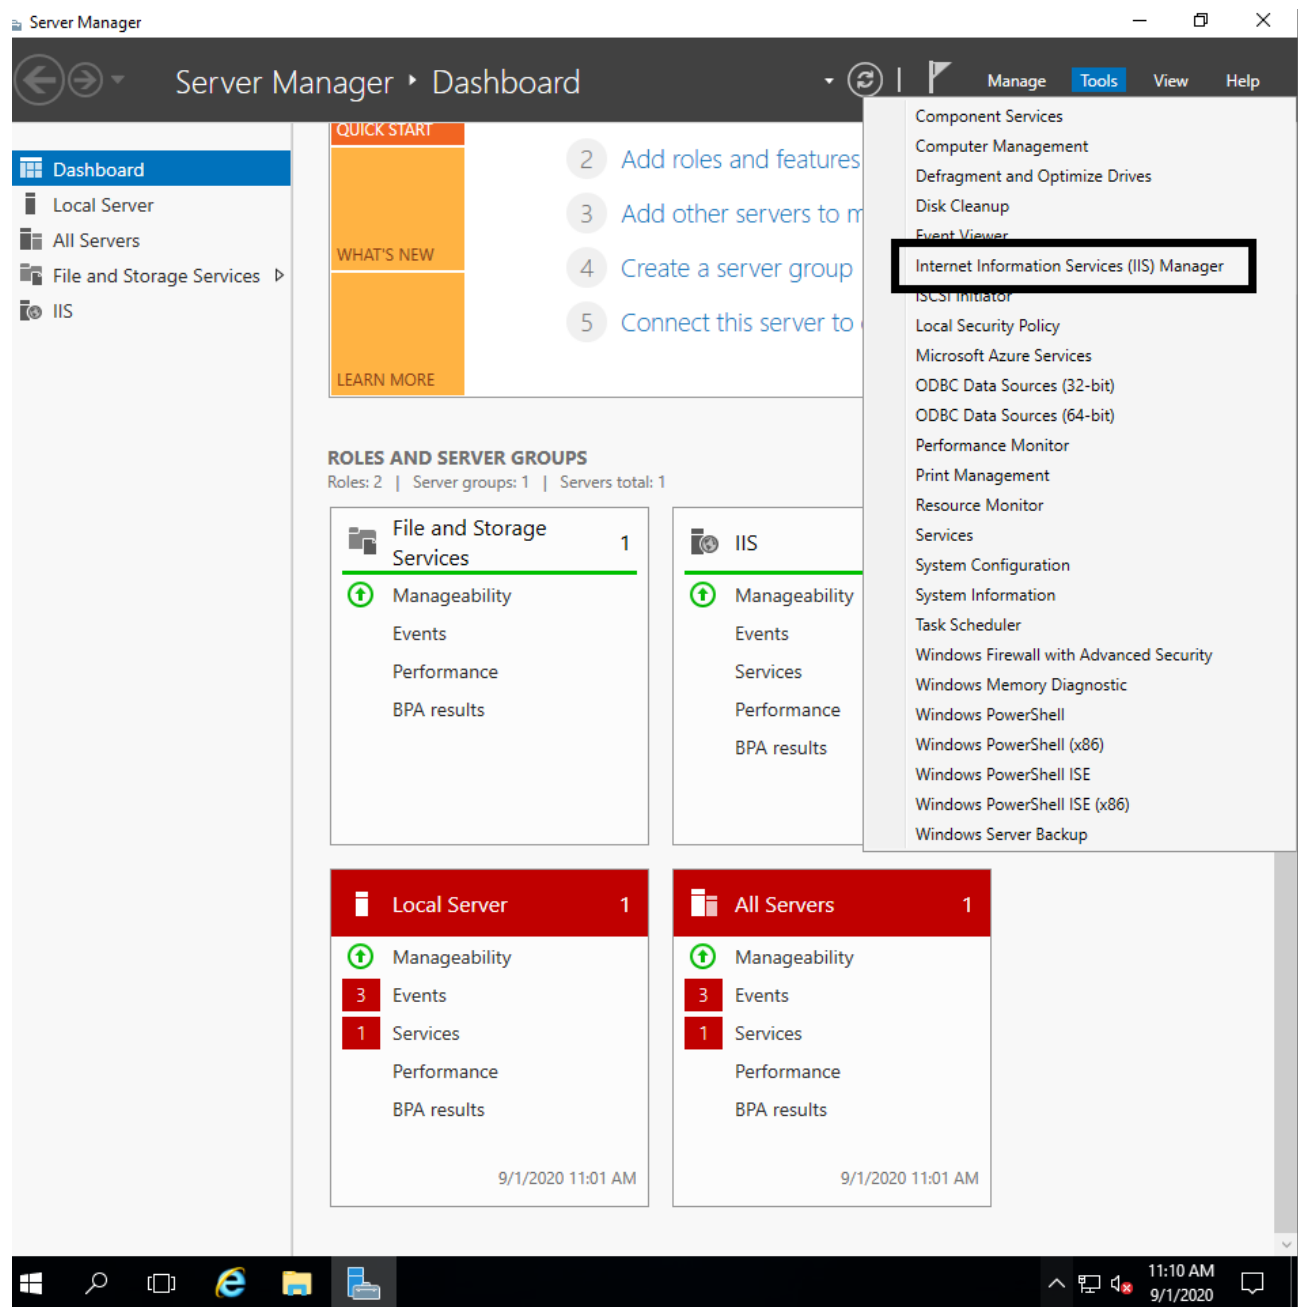 Server Manager
Server Manager ‣ Dashboard
Manage Tools View Help
Dashboard
Local Server
All Servers
File and Storage Services
IIS
QUICK START
WHAT'S NEW
LEARN MORE
2 Add roles and features
3 Add other servers to m
4 Create a server group
5 Connect this server to
Component Services
Computer Management
Defragment and Optimize Drives
Disk Cleanup
Event Viewer
Internet Information Services (IIS) Manager
iSCSI Initiator
Local Security Policy
Microsoft Azure Services
ODBC Data Sources (32-bit)
ODBC Data Sources (64-bit)
Performance Monitor
Print Management
Resource Monitor
Services
System Configuration
System Information
Task Scheduler
Windows Firewall with Advanced Security
Windows Memory Diagnostic
Windows PowerShell
Windows PowerShell (x86)
Windows PowerShell ISE
Windows PowerShell ISE (x86)
Windows Server Backup
ROLES AND SERVER GROUPS
Roles: 2 | Server groups: 1 | Servers total: 1
File and Storage
Services
1
Manageability
Events
Performance
BPA results
IIS
Manageability
Events
Services
Performance
BPA results
Local Server 1
Manageability
3 Events
1 Services
Performance
BPA results
9/1/2020 11:01 AM
All Servers 1
Manageability
3 Events
1 Services
Performance
BPA results
9/1/2020 11:01 AM
11:10 AM
9/1/2020